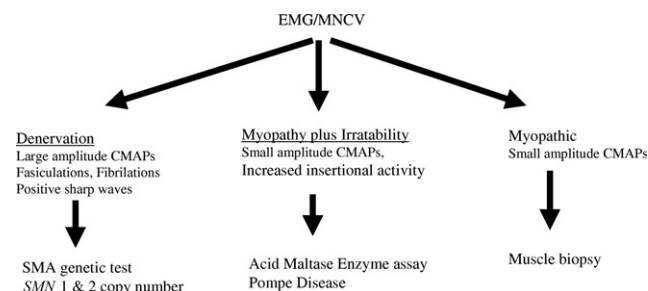 EMG/MNCV
Denervation
Large amplitude CMAPs
Fasiculations, Fibrilations
Positive sharp waves
SMA genetic test
SMN 1 & 2 copy number
Myopathy plus Irratability
Small amplitude CMAPs,
Increased insertional activity
Acid Maltase Enzyme assay
Pompe Disease
Myopathic
Small amplitude CMAPs
Muscle biopsy